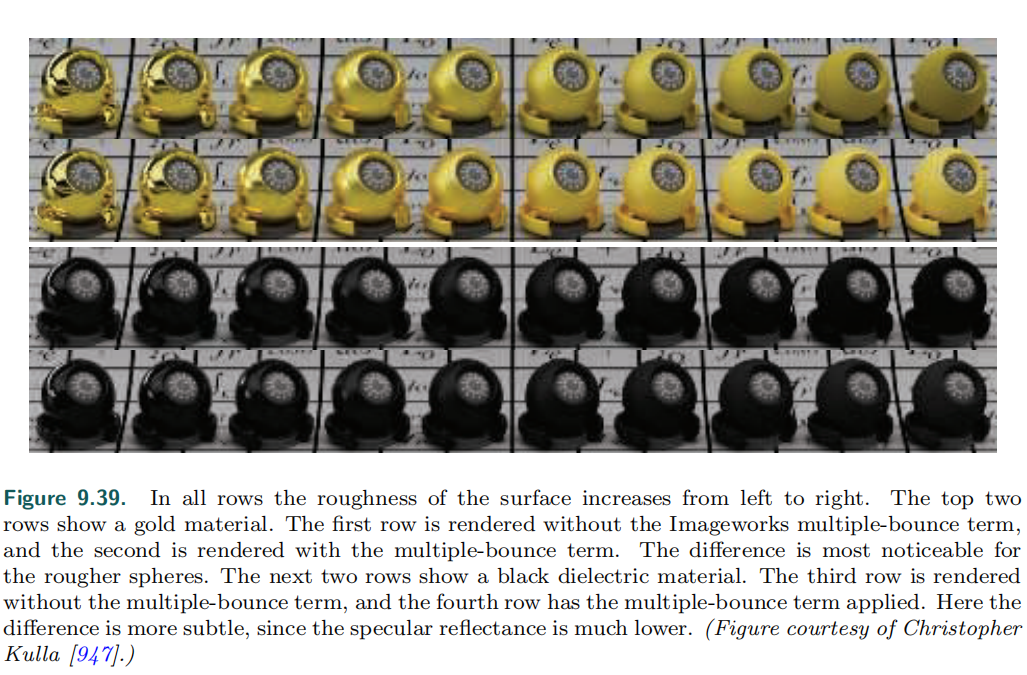 Figure 9.39. In all rows the roughness of the surface increases from left to right. The top two
rows show a gold material. The first row is rendered without the Imageworks multiple-bounce term,
and the second is rendered with the multiple-bounce term. The difference is most noticeable for
the rougher spheres. The next two rows show a black dielectric material. The third row is rendered
without the multiple-bounce term, and the fourth row has the multiple-bounce term applied. Here the
difference is more subtle, since the specular reflectance is much lower. (Figure courtesy of Christopher
Kulla [947].)